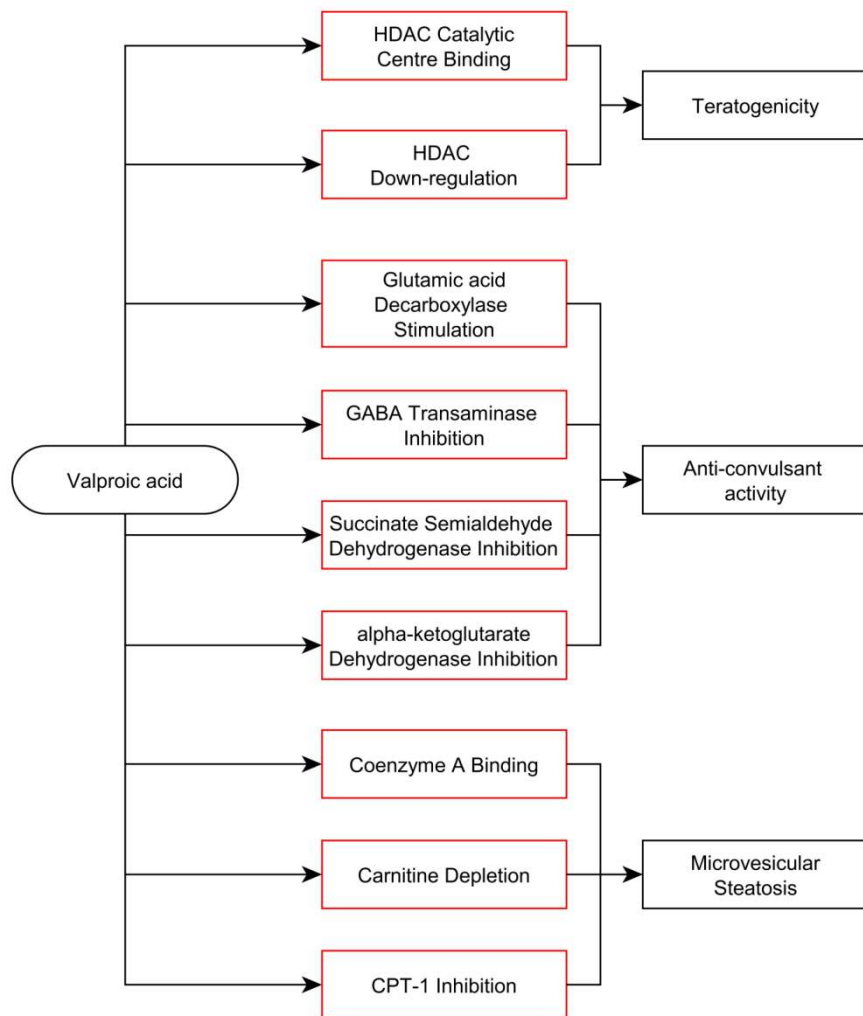 HDAC Catalytic
Centre Binding
Teratogenicity
HDAC
Down-regulation
Glutamic acid
Decarboxylase
Stimulation
GABA Transaminase
Inhibition
Valproic acid
Anti-convulsant
activity
Succinate Semialdehyde
Dehydrogenase Inhibition
alpha-ketoglutarate
Dehydrogenase Inhibition
Coenzyme A Binding
Carnitine Depletion
Microvesicular
Steatosis
CPT-1 Inhibition